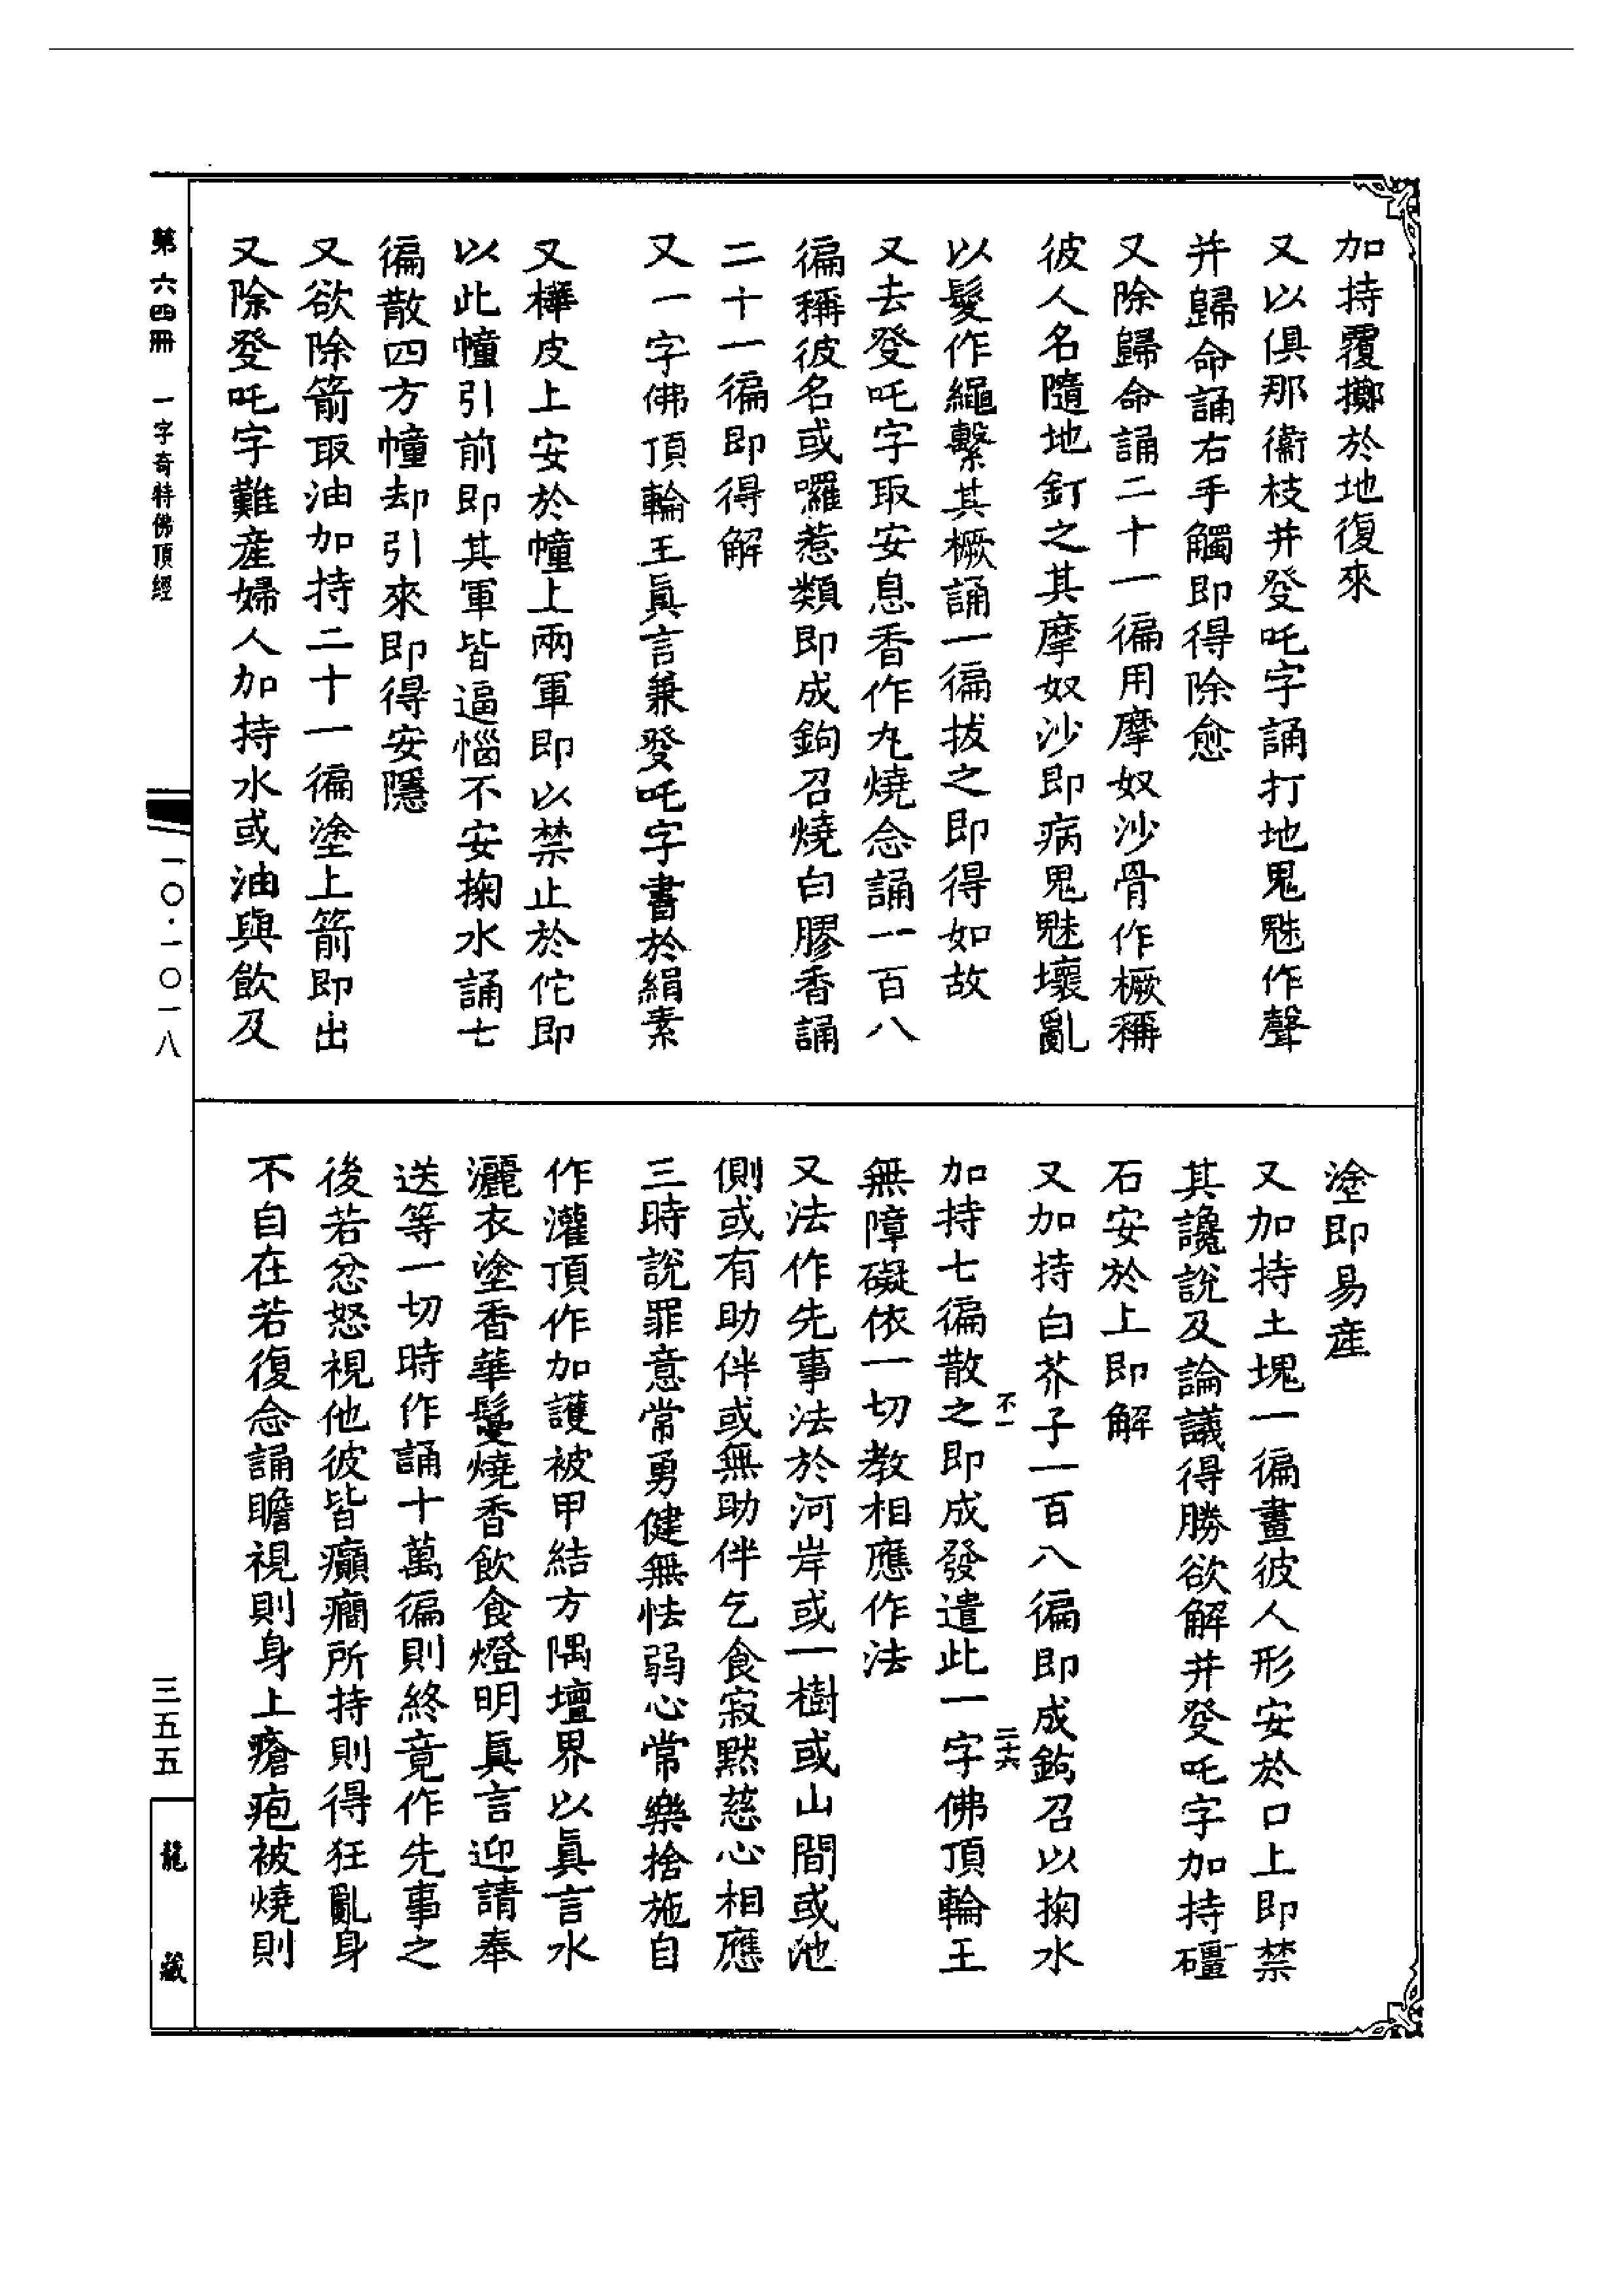 加持覆擲於地復來
又以俱那衞枝并癹吒字誦打地鬼魅作聲
并歸命誦右手觸即得除愈
又除歸命誦二十一徧用摩奴沙骨作橛稱
彼人名隨地釘之其摩奴沙即病鬼魅壞亂
以髮作繩繫其橛誦一徧拔之即得如故
又去癹吒字取安息香作丸燒念誦一百八
徧稱彼名或囉惹類即成鉤召燒白膠香誦
二十一徧即得解
又一字佛頂輪王眞言兼癹吒字書於絹素
又樺皮上安於幢上兩軍即以禁止於佗即
以此幢引前即其軍皆逼惱不安掬水誦七
徧散四方幢却引來即得安隱
又欲除箭取油加持二十一徧塗上箭即出
又除癹吒字難產婦人加持水或油與飲及
塗即易產
又加持土塊一徧畫彼人形安於口上即禁
其讒說及論議得勝欲解并癹吒字加持礓
石安於上即解
又加持白芥子一百八徧即成鉤召以掬水
不一
二十六
加持七徧散之即成發遣此一字佛頂輪王
無障礙依一切教相應作法
又法作先事法於河岸或一樹或山間或池
側或有助伴或無助伴乞食寂默慈心相應
三時說罪意常勇健無怯弱心常樂捨施自
作灌頂作加護被甲結方隅壇界以眞言水
灑衣塗香華鬘燒香飲食燈明眞言迎請奉
送等一切時作誦十萬徧則終竟作先事之
後若忿怒視他彼皆癲癇所持則得狂亂身
不自在若復念誦瞻視則身上瘡疱被燒則
第六四冊 一字奇特佛頂經
一〇·一〇一八
三五五
龍藏